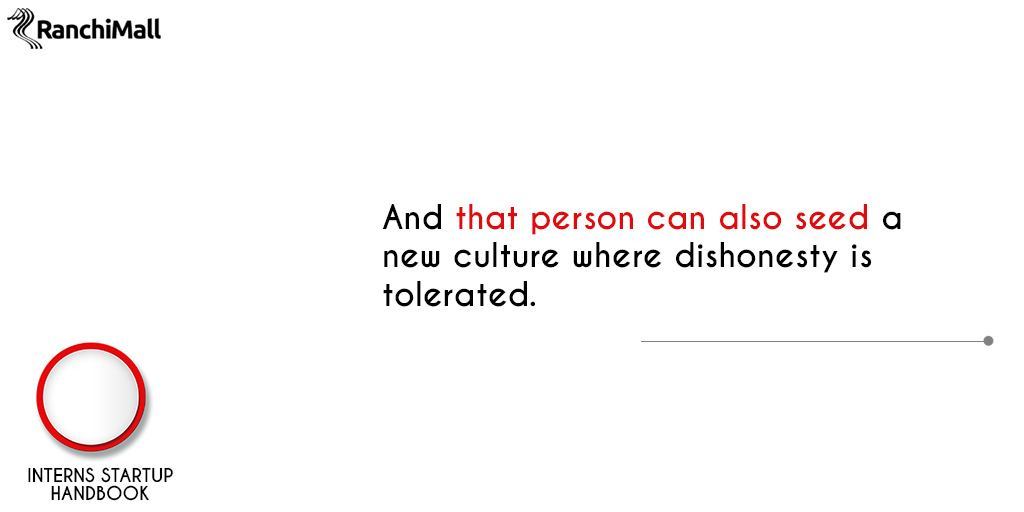 RanchiMall
And that person can also seed a
new culture where dishonesty is
tolerated.
INTERNS STARTUP
HANDBOOK